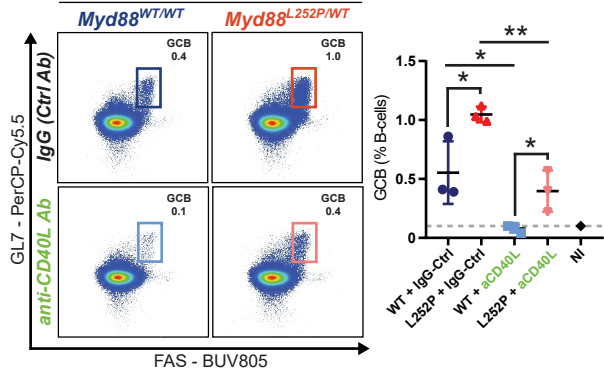 Myd88WT/WT
Myd88L252P/WT
GL7 - PerCP-Cy5.5
IgG (Ctrl Ab)
GCB
0.4
GCB
1.0
anti-CD40L Ab
GCB
0.1
GCB
0.4
FAS - BUV805
GCB (% B-cells)
1.5
1.0
0.5
0.0
*
**
*
*
WT + IgG-Ctrl
L252P + IgG-Ctrl
WT + aCD40L
L252P + aCD40L
NI